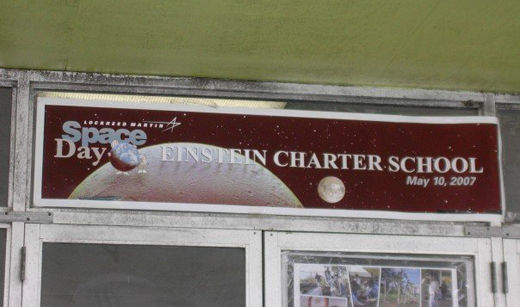 LOCKHEED MARTIN
Space
Day
EINSTEIN CHARTER SCHOOL
May 10, 2007